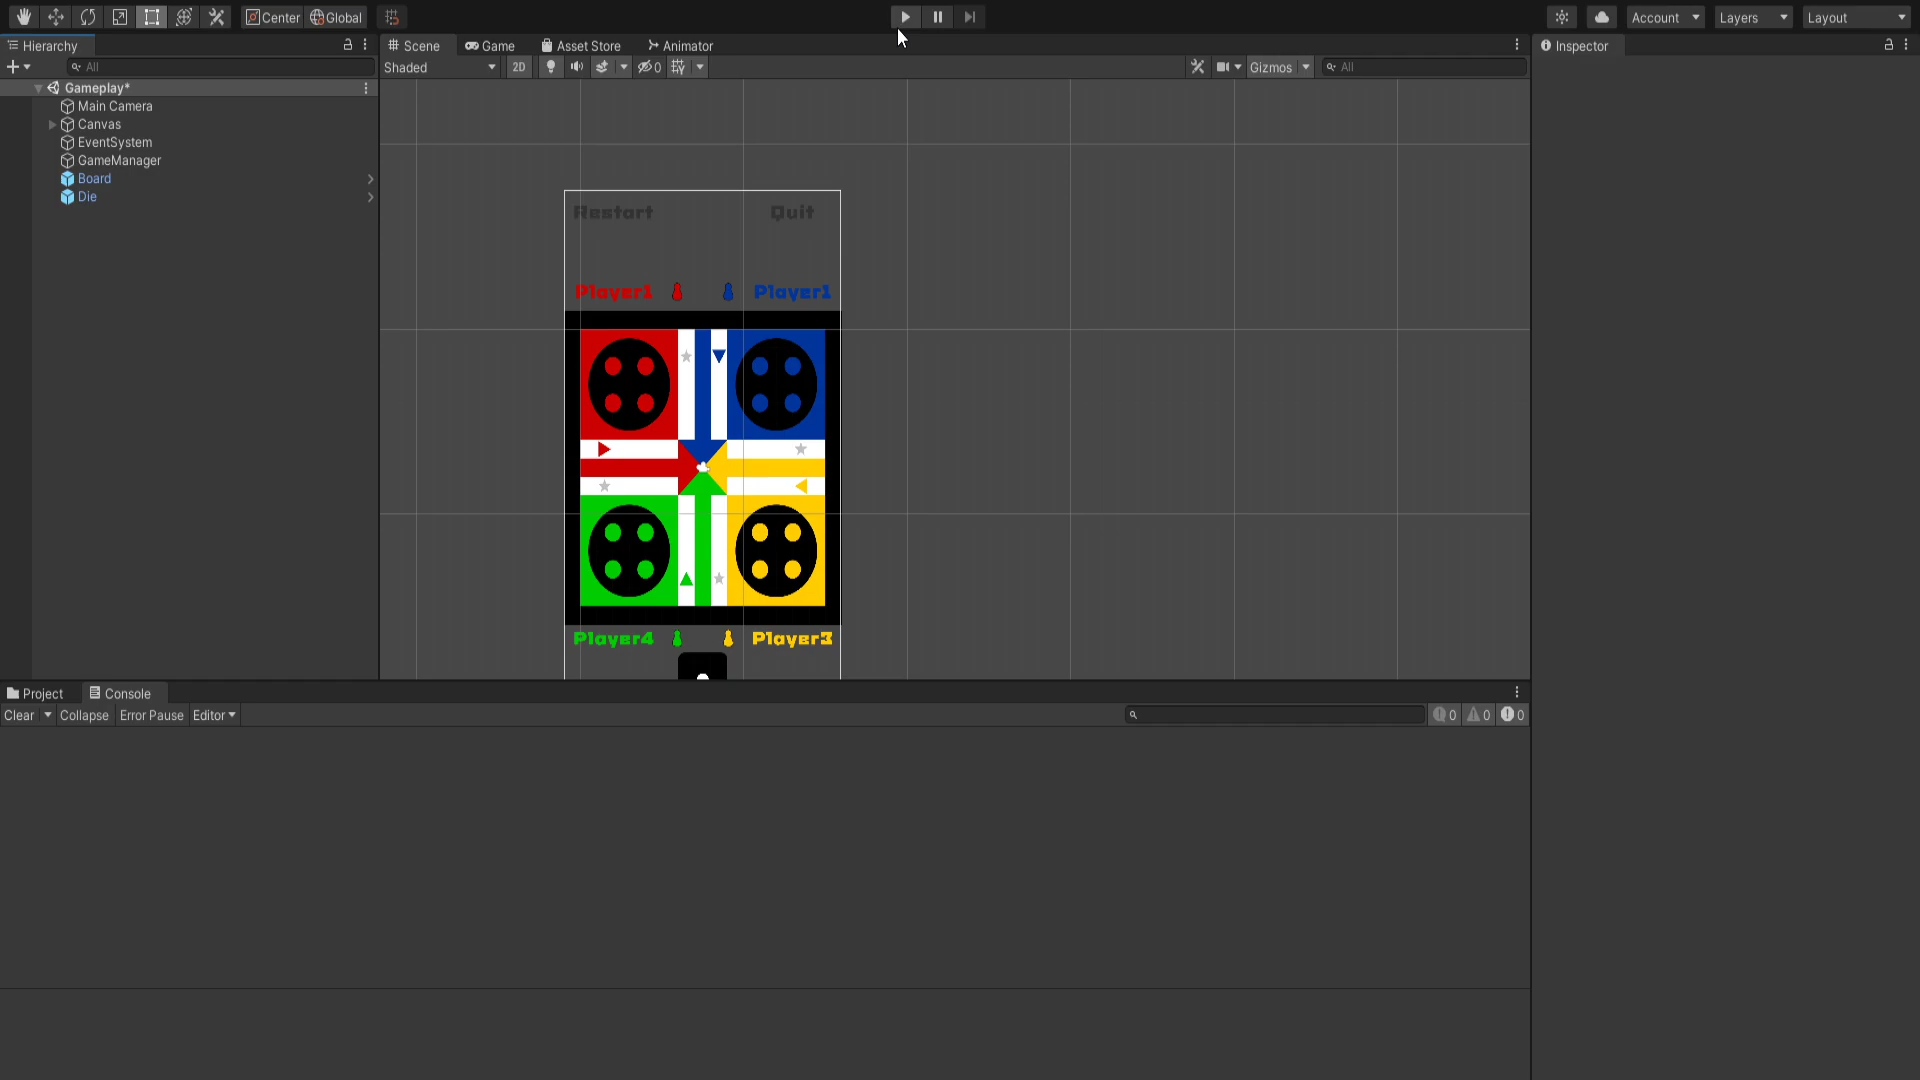 Center Global Account Layers Layout
Hierarchy Scene Game Asset Store Animator Inspector
All Shaded 2D 0 Gizmos All
Gameplay*
Main Camera
Canvas
EventSystem
GameManager
Board
Die
Restart Quit
Player1 Player1
Player4 Player3
Project Console
Clear Collapse Error Pause Editor 0 0 0